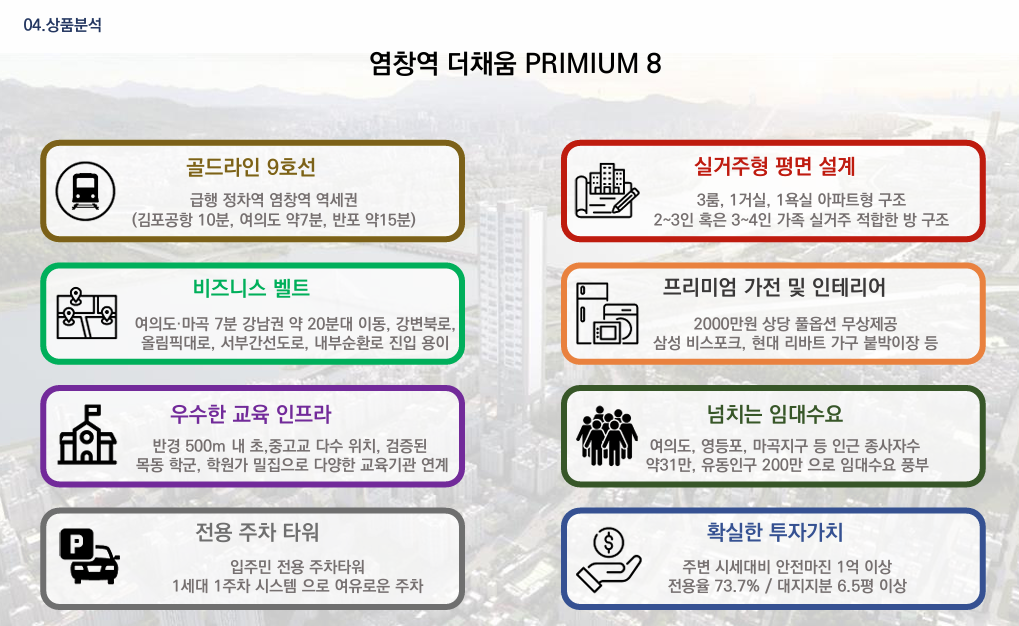 04.상품분석
염창역 더채움 PRIMIUM 8
골드라인 9호선
급행 정차역 염창역 역세권
(김포공항 10분, 여의도 약7분, 반포 약15분)
비즈니스 벨트
여의도·마곡 7분 강남권 약 20분대 이동, 강변북로,
올림픽대로, 서부간선도로, 내부순환로 진입 용이
우수한 교육 인프라
반경 500m 내 초,중고교 다수 위치, 검증된
목동 학군, 학원가 밀집으로 다양한 교육기관 연계
P
전용 주차 타워
입주민 전용 주차타워
1세대 1주차 시스템 으로 여유로운 주차
실거주형 평면 설계
3룸, 1거실, 1욕실 아파트형 구조
2~3인 혹은 3~4인 가족 실거주 적합한 방 구조
프리미엄 가전 및 인테리어
2000만원 상당 풀옵션 무상제공
삼성 비스포크, 현대 리바트 가구 붙박이장 등
넘치는 임대수요
여의도, 영등포, 마곡지구 등 인근 종사자수
약31만, 유동인구 200만 으로 임대수요 풍부
$
확실한 투자가치
주변 시세대비 안전마진 1억 이상
전용율 73.7% / 대지지분 6.5평 이상